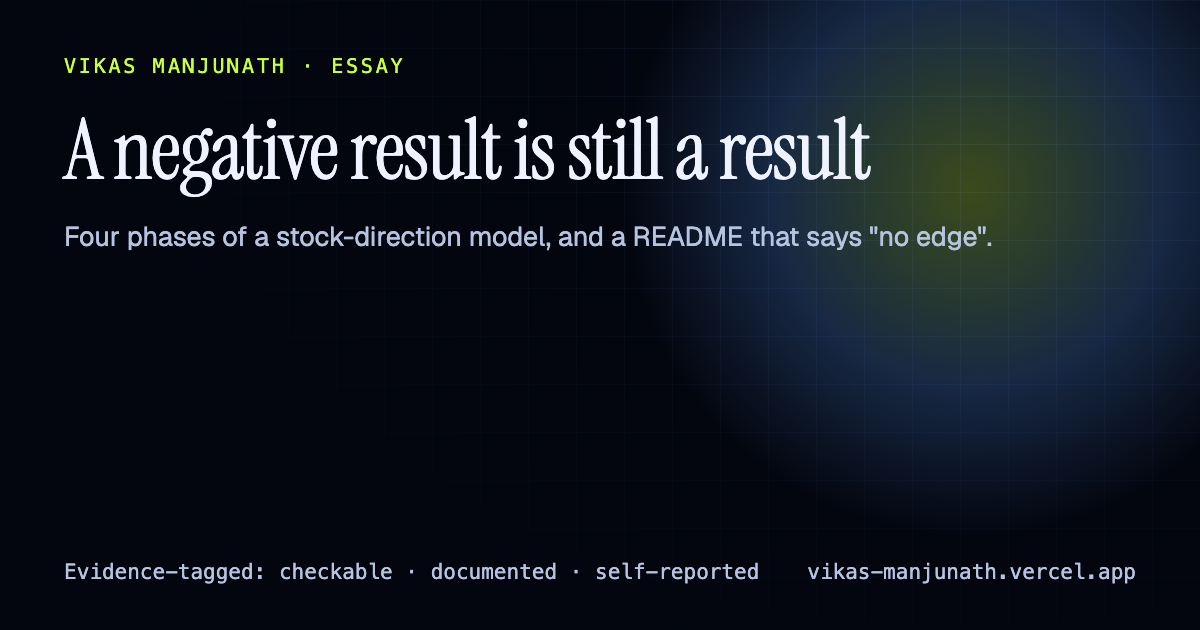 VIKAS MANJUNATH · ESSAY
A negative result is still a result
Four phases of a stock-direction model, and a README that says "no edge".
Evidence-tagged: checkable · documented · self-reported
vikas-manjunath.vercel.app